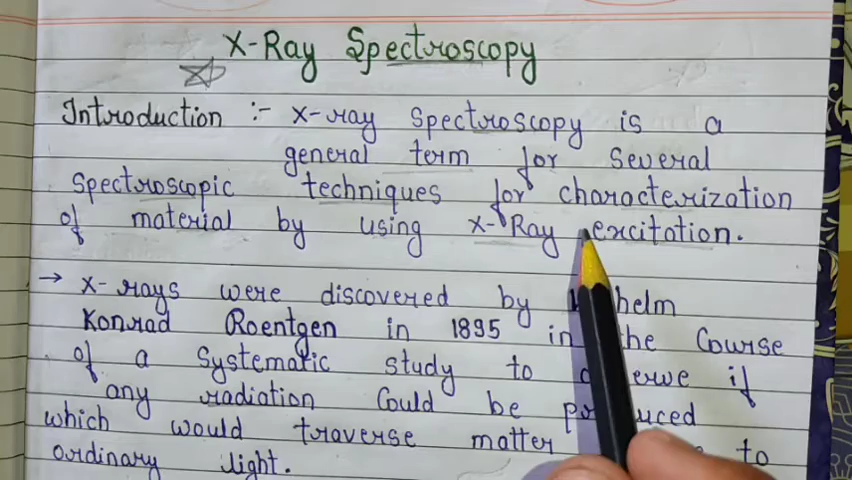 X-Ray Spectroscopy
Introduction :- X-ray Spectroscopy is a
general term for several
Spectroscopic techniques for characterization
of material by using X-Ray excitation.
→ X-rays were discovered by
Konrad Roentgen in 1895 in the Course
of a Systematic study to if
any radiation Could be produced
which would traverse matter to
ordinary light.